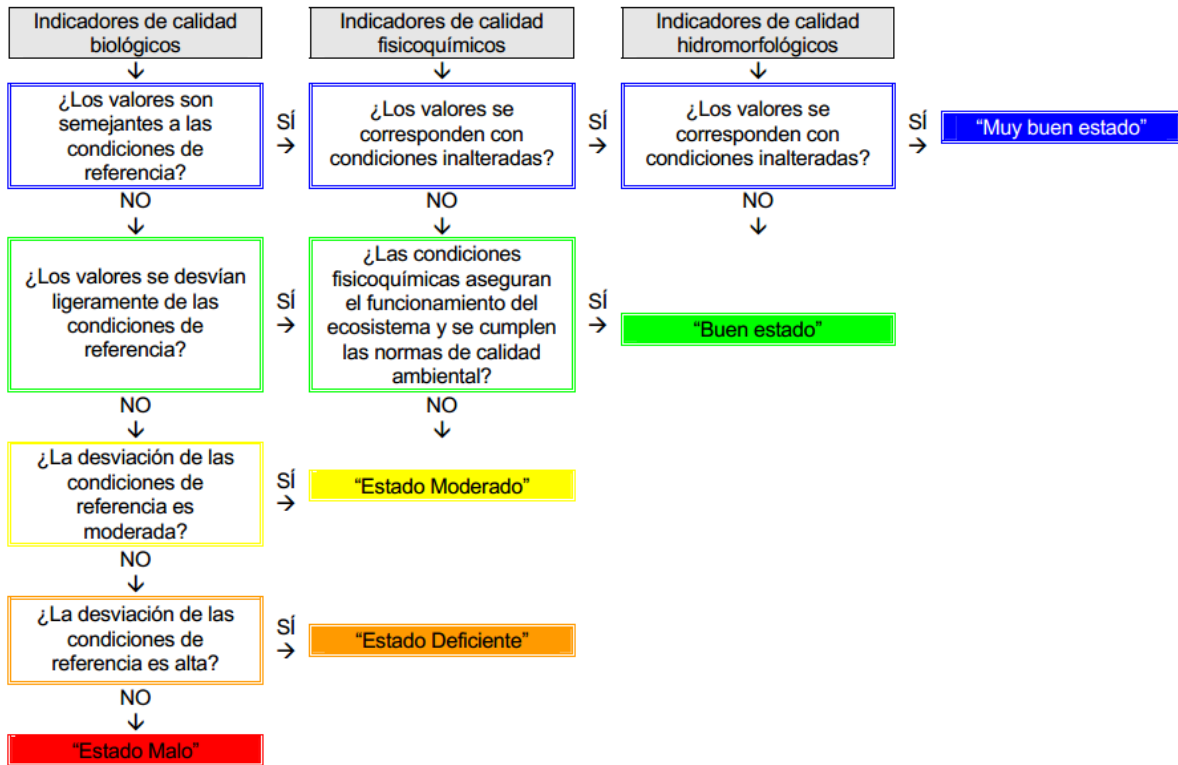 Indicadores de calidad
biológicos
Indicadores de calidad
fisicoquímicos
Indicadores de calidad
hidromorfológicos
¿Los valores son
semejantes a las
condiciones de
referencia?
SÍ
¿Los valores se
corresponden con
condiciones inalteradas?
SÍ
¿Los valores se
corresponden con
condiciones inalteradas?
SÍ
“Muy buen estado”
NO
NO
NO
¿Los valores se desvían
ligeramente de las
condiciones de
referencia?
SÍ
¿Las condiciones
fisicoquímicas aseguran
el funcionamiento del
ecosistema y se cumplen
las normas de calidad
ambiental?
SÍ
“Buen estado”
NO
NO
¿La desviación de las
condiciones de
referencia es
moderada?
SÍ
“Estado Moderado”
NO
¿La desviación de las
condiciones de
referencia es alta?
SÍ
“Estado Deficiente”
NO
“Estado Malo”